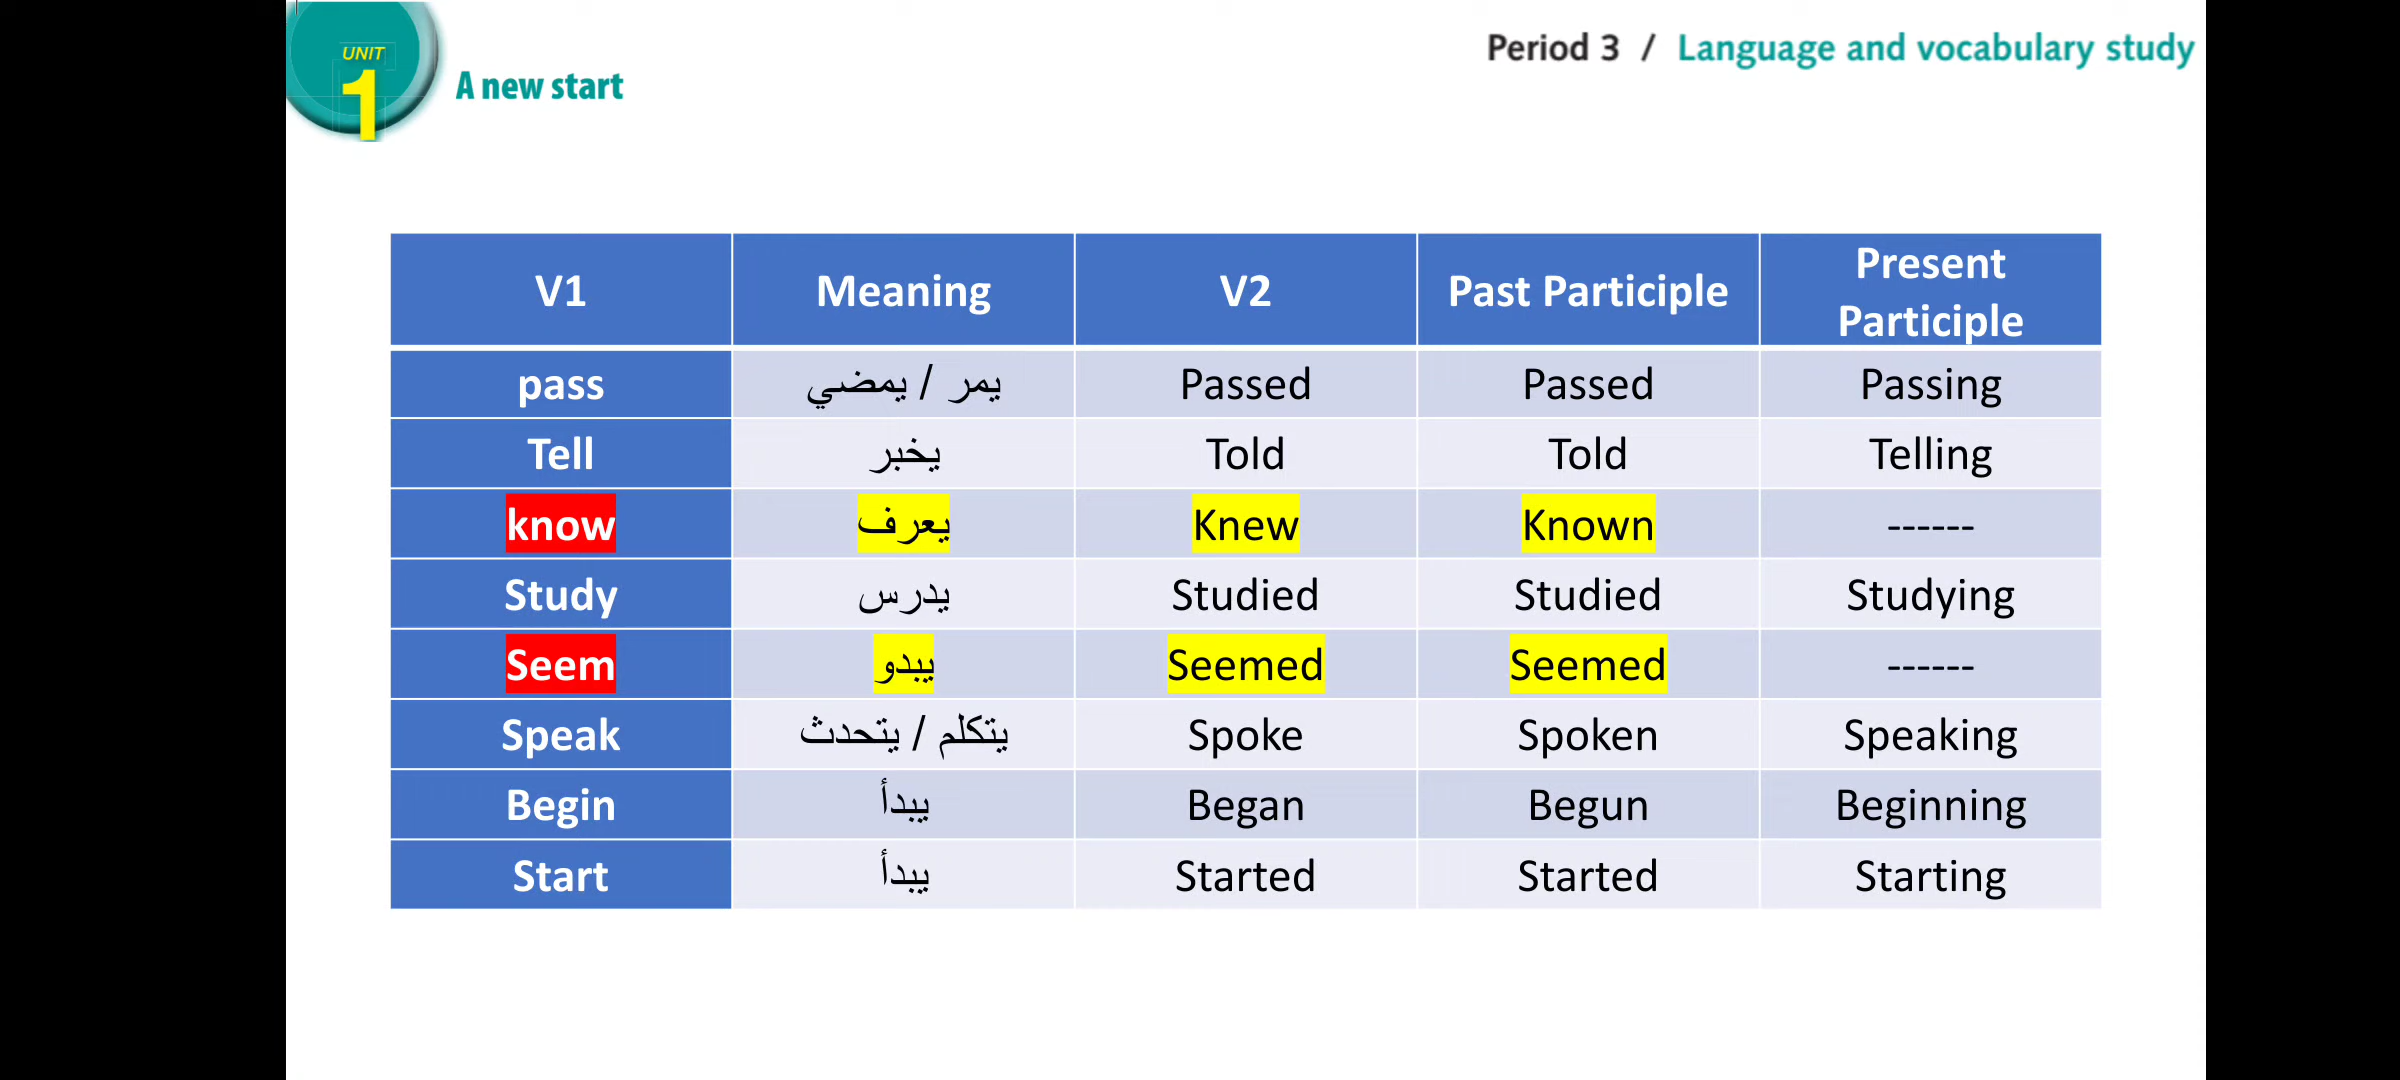 UNIT
1
A new start
Period 3 / Language and vocabulary study
V1 Meaning V2 Past Participle Present Participle
pass يمر / يمضي Passed Passed Passing
Tell يخبر Told Told Telling
know يعرف Knew Known ------
Study يدرس Studied Studied Studying
Seem يبدو Seemed Seemed ------
Speak يتكلم / يتحدث Spoke Spoken Speaking
Begin يبدأ Began Begun Beginning
Start يبدأ Started Started Starting